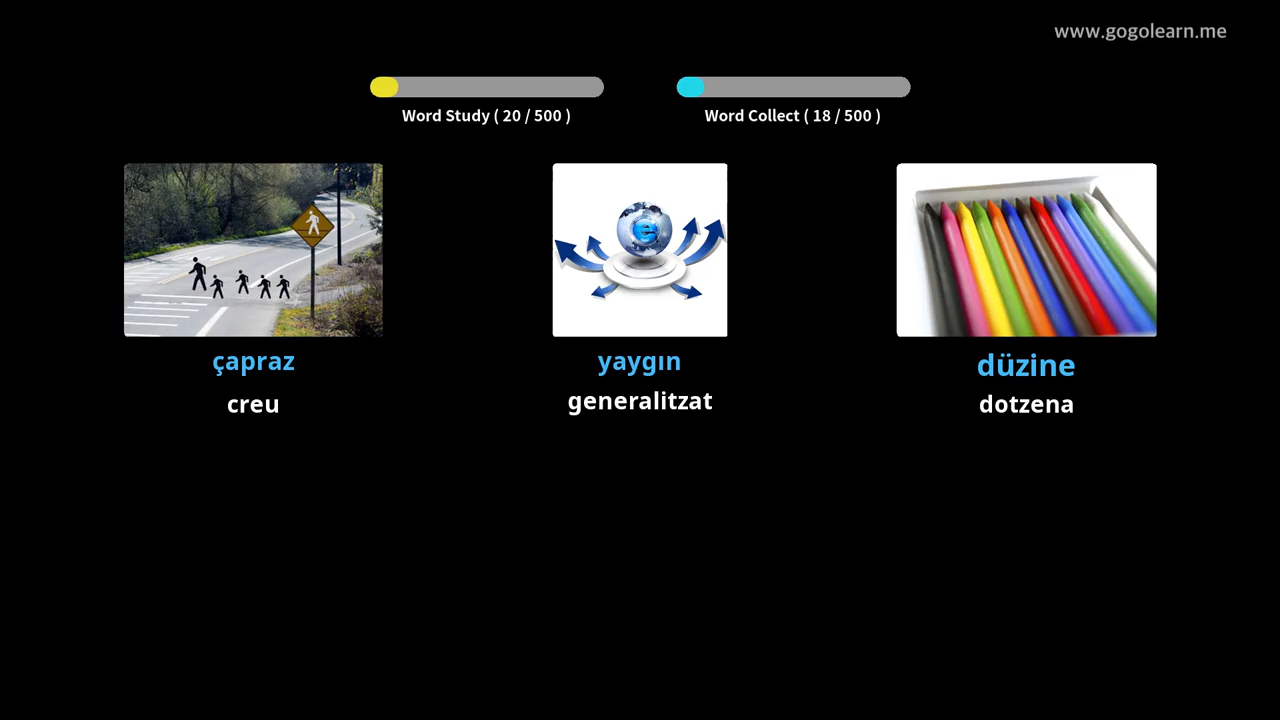 www.gogolearn.me
Word Study ( 20 / 500 )
Word Collect ( 18 / 500 )
e
çapraz
yaygın
düzine
creu
generalitzat
dotzena